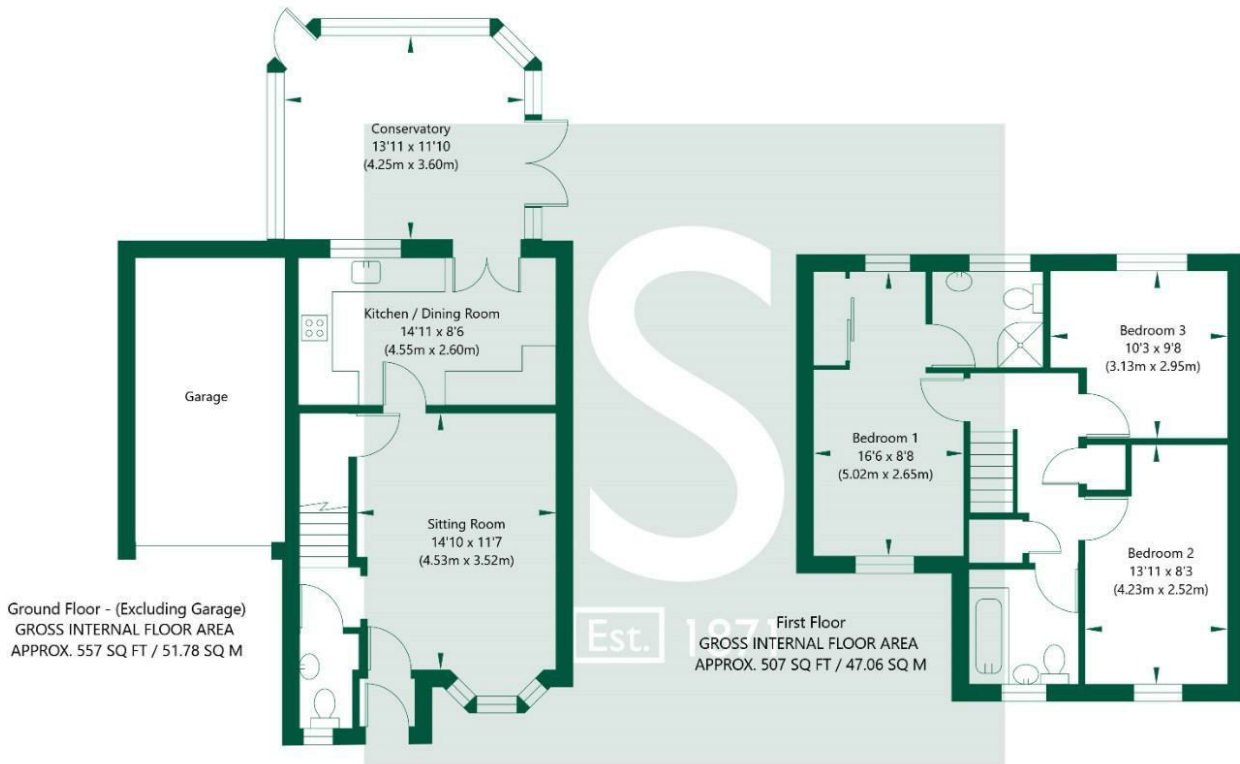 Conservatory
13'11 x 11'10
(4.25m x 3.60m)
Kitchen / Dining Room
14'11 x 8'6
(4.55m x 2.60m)
Garage
Sitting Room
14'10 x 11'7
(4.53m x 3.52m)
Ground Floor - (Excluding Garage)
GROSS INTERNAL FLOOR AREA
APPROX. 557 SQ FT / 51.78 SQ M
Bedroom 1
16'6 x 8'8
(5.02m x 2.65m)
Bedroom 3
10'3 x 9'8
(3.13m x 2.95m)
Bedroom 2
13'11 x 8'3
(4.23m x 2.52m)
First Floor
GROSS INTERNAL FLOOR AREA
APPROX. 507 SQ FT / 47.06 SQ M
S
Est. 1871